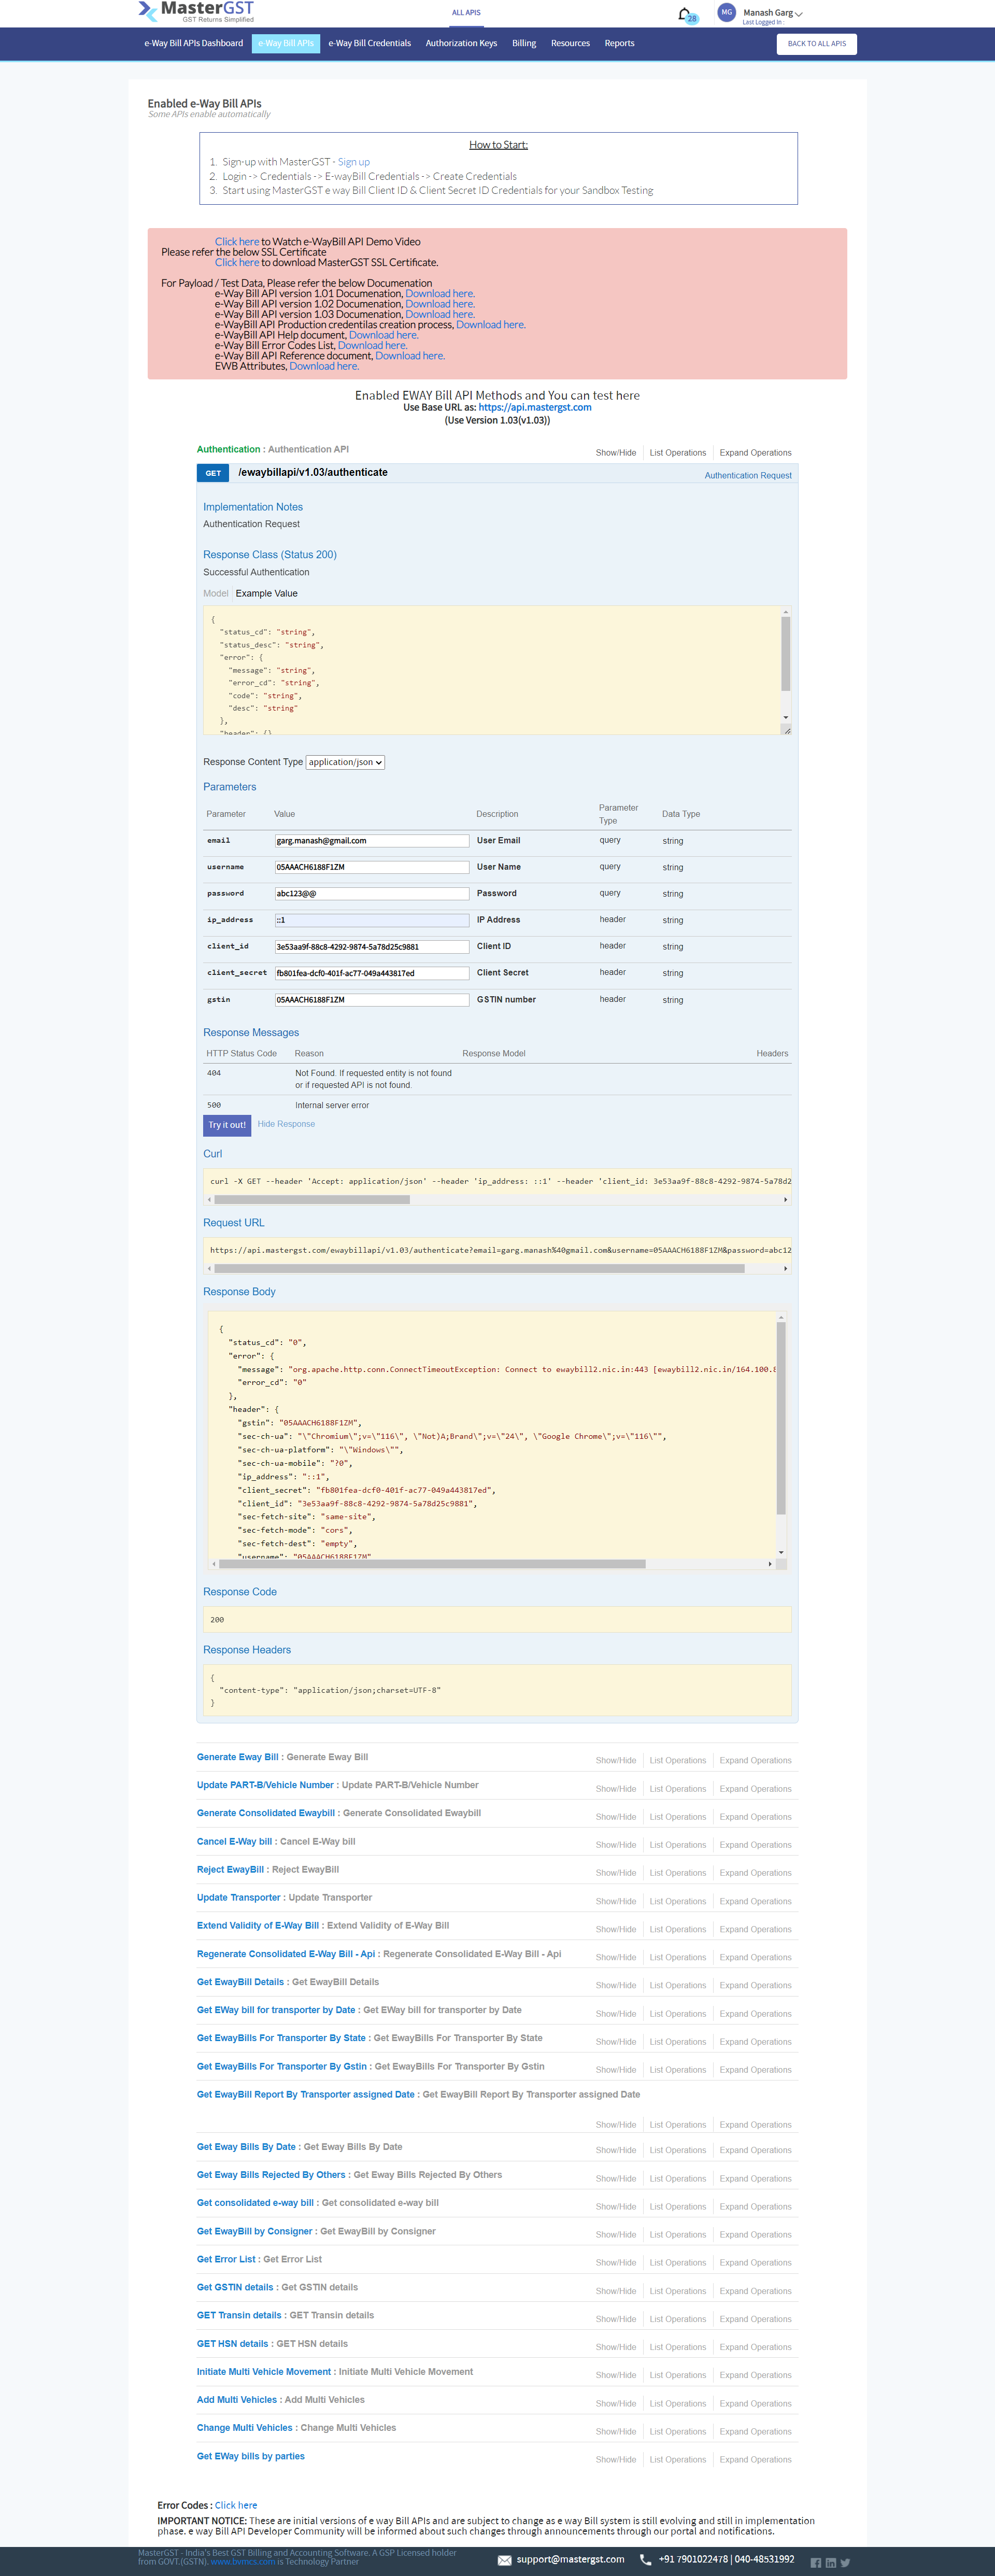 MasterGST
GST Returns Simplified
ALL APIS
28
MG
Manash Garg
Last Logged In :
e-Way Bill APIs Dashboard
e-Way Bill APIs
e-Way Bill Credentials
Authorization Keys
Billing
Resources
Reports
BACK TO ALL APIS
Enabled e-Way Bill APIs
Some APIs enable automatically
How to Start:
1. Sign-up with MasterGST - Sign up
2. Login -> Credentials -> E-wayBill Credentials -> Create Credentials
3. Start using MasterGST e way Bill Client ID & Client Secret ID Credentials for your Sandbox Testing
Click here to Watch e-WayBill API Demo Video
Please refer the below SSL Certificate
Click here to download MasterGST SSL Certificate.
For Payload / Test Data, Please refer the below Documentation
e-Way Bill API version 1.01 Documenation, Download here.
e-Way Bill API version 1.02 Documenation, Download here.
e-Way Bill API version 1.03 Documenation, Download here.
e-WayBill API Production credentilas creation process, Download here.
e-WayBill API Help document, Download here.
e-Way Bill Error Codes List, Download here.
e-Way Bill API Reference document, Download here.
EWB Attributes, Download here.
Enabled EWAY Bill API Methods and You can test here
Use Base URL as: https://api.mastergst.com
(Use Version 1.03(v1.03))
Authentication : Authentication API Show/Hide List Operations Expand Operations
GET /ewaybillapi/v1.03/authenticate Authentication Request
Implementation Notes
Authentication Request
Response Class (Status 200)
Successful Authentication
Model Example Value
{
"status_cd": "string",
"status_desc": "string",
"error": {
"message": "string",
"error_cd": "string",
"code": "string",
"desc": "string"
},
"header": {}
Response Content Type application/json
Parameters
Parameter Value Description Parameter Type Data Type
email garg.manash@gmail.com User Email query string
username 05AAACH6188F1ZM User Name query string
password abc123@@ Password query string
ip_address ::1 IP Address header string
client_id 3e53aa9f-88c8-4292-9874-5a78d25c9881 Client ID header string
client_secret fb801fea-dcf0-401f-ac77-049a443817ed Client Secret header string
gstin 05AAACH6188F1ZM GSTIN number header string
Response Messages
HTTP Status Code Reason Response Model Headers
404 Not Found. If requested entity is not found
or if requested API is not found.
500 Internal server error
Try it out! Hide Response
Curl
curl -X GET --header 'Accept: application/json' --header 'ip_address: ::1' --header 'client_id: 3e53aa9f-88c8-4292-9874-5a78d2
Request URL
https://api.mastergst.com/ewaybillapi/v1.03/authenticate?email=garg.manash%40gmail.com&username=05AAACH6188F1ZM&password=abc12
Response Body
{
"status_cd": "0",
"error": {
"message": "org.apache.http.conn.ConnectTimeoutException: Connect to ewaybill2.nic.in:443 [ewaybill2.nic.in/164.100.8
"error_cd": "0"
},
"header": {
"gstin": "05AAACH6188F1ZM",
"sec-ch-ua": "\"Chromium\";v=\"116\", \"Not)A;Brand\";v=\"24\", \"Google Chrome\";v=\"116\"",
"sec-ch-ua-platform": "\"Windows\"",
"sec-ch-ua-mobile": "?0",
"ip_address": "::1",
"client_secret": "fb801fea-dcf0-401f-ac77-049a443817ed",
"client_id": "3e53aa9f-88c8-4292-9874-5a78d25c9881",
"sec-fetch-site": "same-site",
"sec-fetch-mode": "cors",
"sec-fetch-dest": "empty",
"username": "05AAACH6188F1ZM"
Response Code
200
Response Headers
{
"content-type": "application/json;charset=UTF-8"
}
Generate Eway Bill : Generate Eway Bill Show/Hide List Operations Expand Operations
Update PART-B/Vehicle Number : Update PART-B/Vehicle Number Show/Hide List Operations Expand Operations
Generate Consolidated Ewaybill : Generate Consolidated Ewaybill Show/Hide List Operations Expand Operations
Cancel E-Way bill : Cancel E-Way bill Show/Hide List Operations Expand Operations
Reject EwayBill : Reject EwayBill Show/Hide List Operations Expand Operations
Update Transporter : Update Transporter Show/Hide List Operations Expand Operations
Extend Validity of E-Way Bill : Extend Validity of E-Way Bill Show/Hide List Operations Expand Operations
Regenerate Consolidated E-Way Bill - Api : Regenerate Consolidated E-Way Bill - Api Show/Hide List Operations Expand Operations
Get EwayBill Details : Get EwayBill Details Show/Hide List Operations Expand Operations
Get EWay bill for transporter by Date : Get EWay bill for transporter by Date Show/Hide List Operations Expand Operations
Get EwayBills For Transporter By State : Get EwayBills For Transporter By State Show/Hide List Operations Expand Operations
Get EwayBills For Transporter By Gstin : Get EwayBills For Transporter By Gstin Show/Hide List Operations Expand Operations
Get EwayBill Report By Transporter assigned Date : Get EwayBill Report By Transporter assigned Date
Show/Hide List Operations Expand Operations
Get Eway Bills By Date : Get Eway Bills By Date Show/Hide List Operations Expand Operations
Get Eway Bills Rejected By Others : Get Eway Bills Rejected By Others Show/Hide List Operations Expand Operations
Get consolidated e-way bill : Get consolidated e-way bill Show/Hide List Operations Expand Operations
Get EwayBill by Consigner : Get EwayBill by Consigner Show/Hide List Operations Expand Operations
Get Error List : Get Error List Show/Hide List Operations Expand Operations
Get GSTIN details : Get GSTIN details Show/Hide List Operations Expand Operations
GET Transin details : GET Transin details Show/Hide List Operations Expand Operations
GET HSN details : GET HSN details Show/Hide List Operations Expand Operations
Initiate Multi Vehicle Movement : Initiate Multi Vehicle Movement Show/Hide List Operations Expand Operations
Add Multi Vehicles : Add Multi Vehicles Show/Hide List Operations Expand Operations
Change Multi Vehicles : Change Multi Vehicles Show/Hide List Operations Expand Operations
Get EWay bills by parties Show/Hide List Operations Expand Operations
Error Codes : Click here
IMPORTANT NOTICE: These are initial versions of e way Bill APIs and are subject to change as e way Bill system is still evolving and still in implementation
phase. e way Bill API Developer Community will be informed about such changes through announcements through our portal and notifications.
MasterGST - India's Best GST Billing and Accounting Software. A GSP Licensed holder
from GOVT.(GSTN). www.bvmcs.com is Technology Partner
support@mastergst.com
+91 7901022478 | 040-48531992